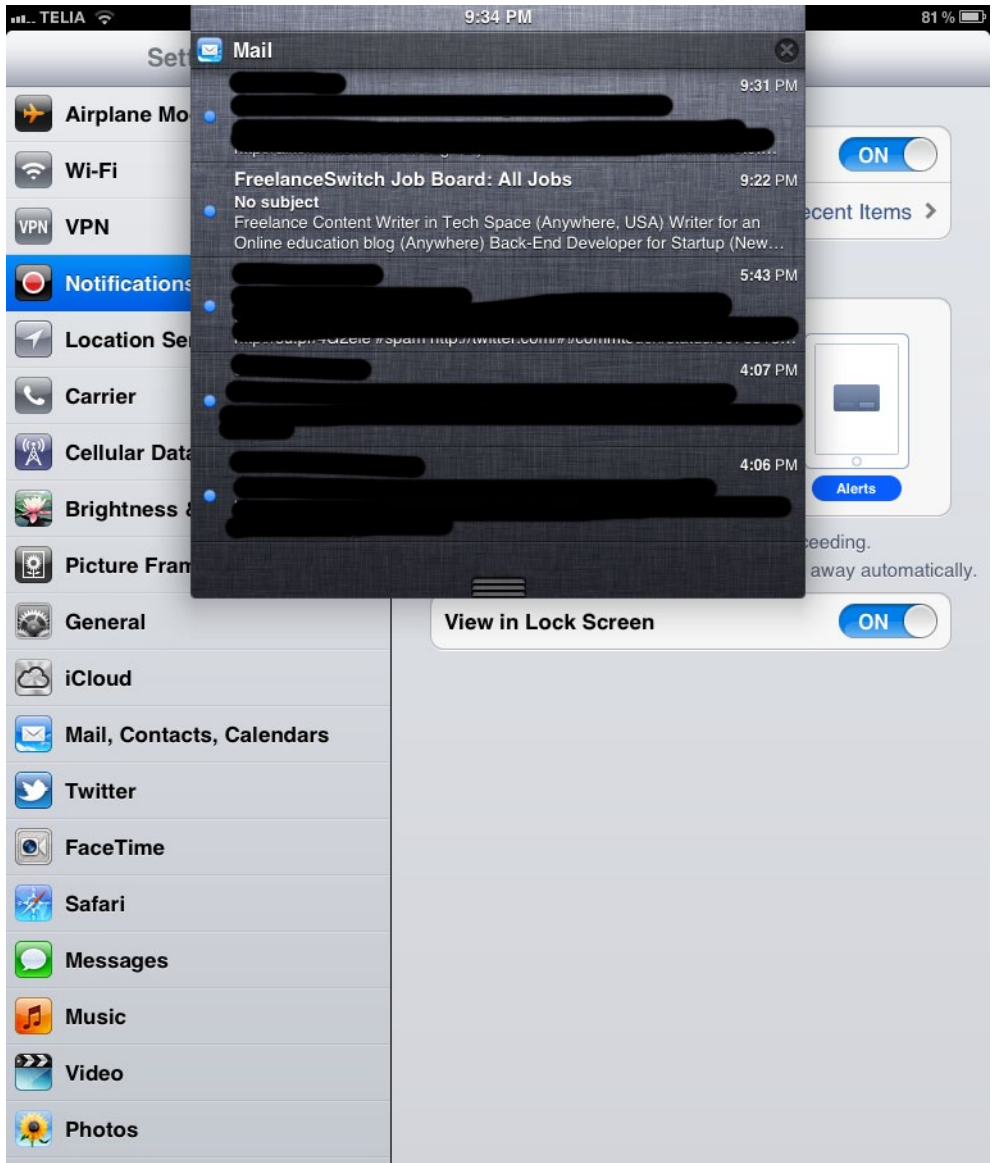 TELIA 9:34 PM 81 %
Sett
Mail
9:31 PM
FreelanceSwitch Job Board: All Jobs 9:22 PM
No subject
Freelance Content Writer in Tech Space (Anywhere, USA) Writer for an
Online education blog (Anywhere) Back-End Developer for Startup (New…
5:43 PM
4:07 PM
4:06 PM
Airplane Mo
Wi-Fi
VPN VPN
Notifications
Location Se
Carrier
Cellular Data
Brightness &
Picture Fram
General
iCloud
Mail, Contacts, Calendars
Twitter
FaceTime
Safari
Messages
Music
Video
Photos
ON
ecent Items
Alerts
ceeding.
away automatically.
View in Lock Screen ON